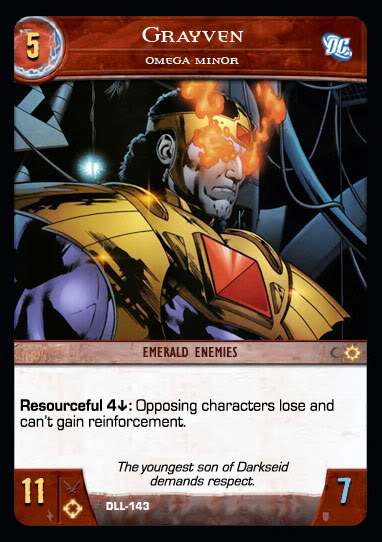 5
GRAYVEN
OMEGA MINOR
DC
EMERALD ENEMIES
Resourceful 4↓: Opposing characters lose and
can't gain reinforcement.
The youngest son of Darkseid
demands respect.
11
DLL-143
7